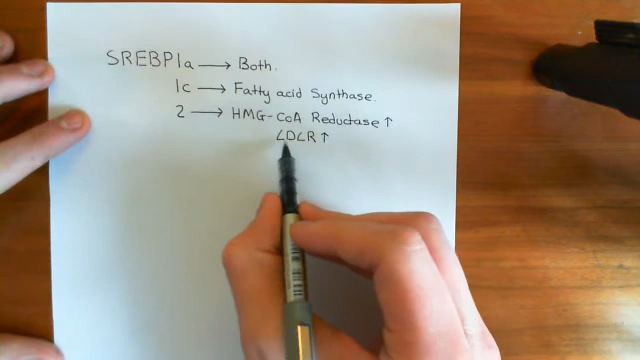 SREBP1a → Both.
1c → Fatty acid Synthase.
2 → HMG-CoA Reductase ↑
LDLR ↑